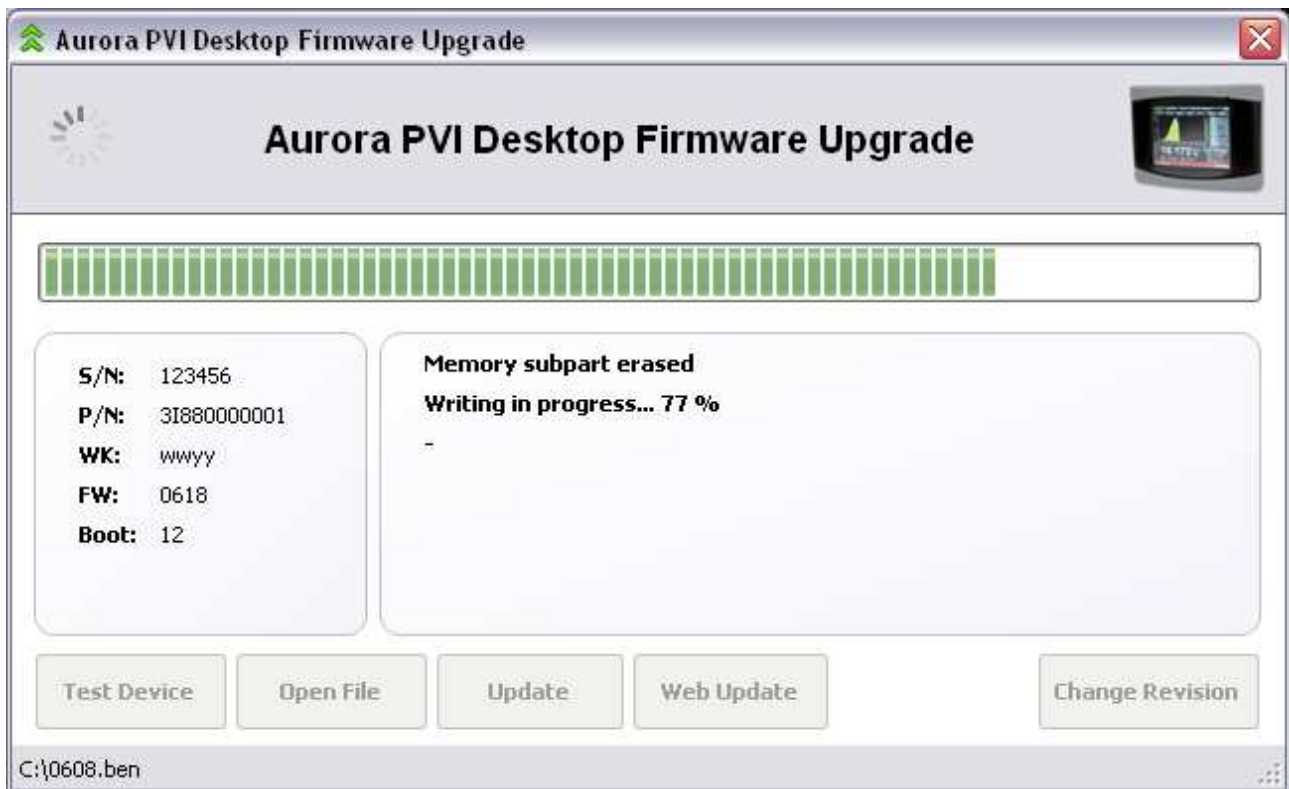 Aurora PVI Desktop Firmware Upgrade
Aurora PVI Desktop Firmware Upgrade
S/N: 123456
P/N: 3I880000001
WK: wwyy
FW: 0618
Boot: 12
Memory subpart erased
Writing in progress... 77 %
-
Test Device
Open File
Update
Web Update
Change Revision
C:\0608.ben